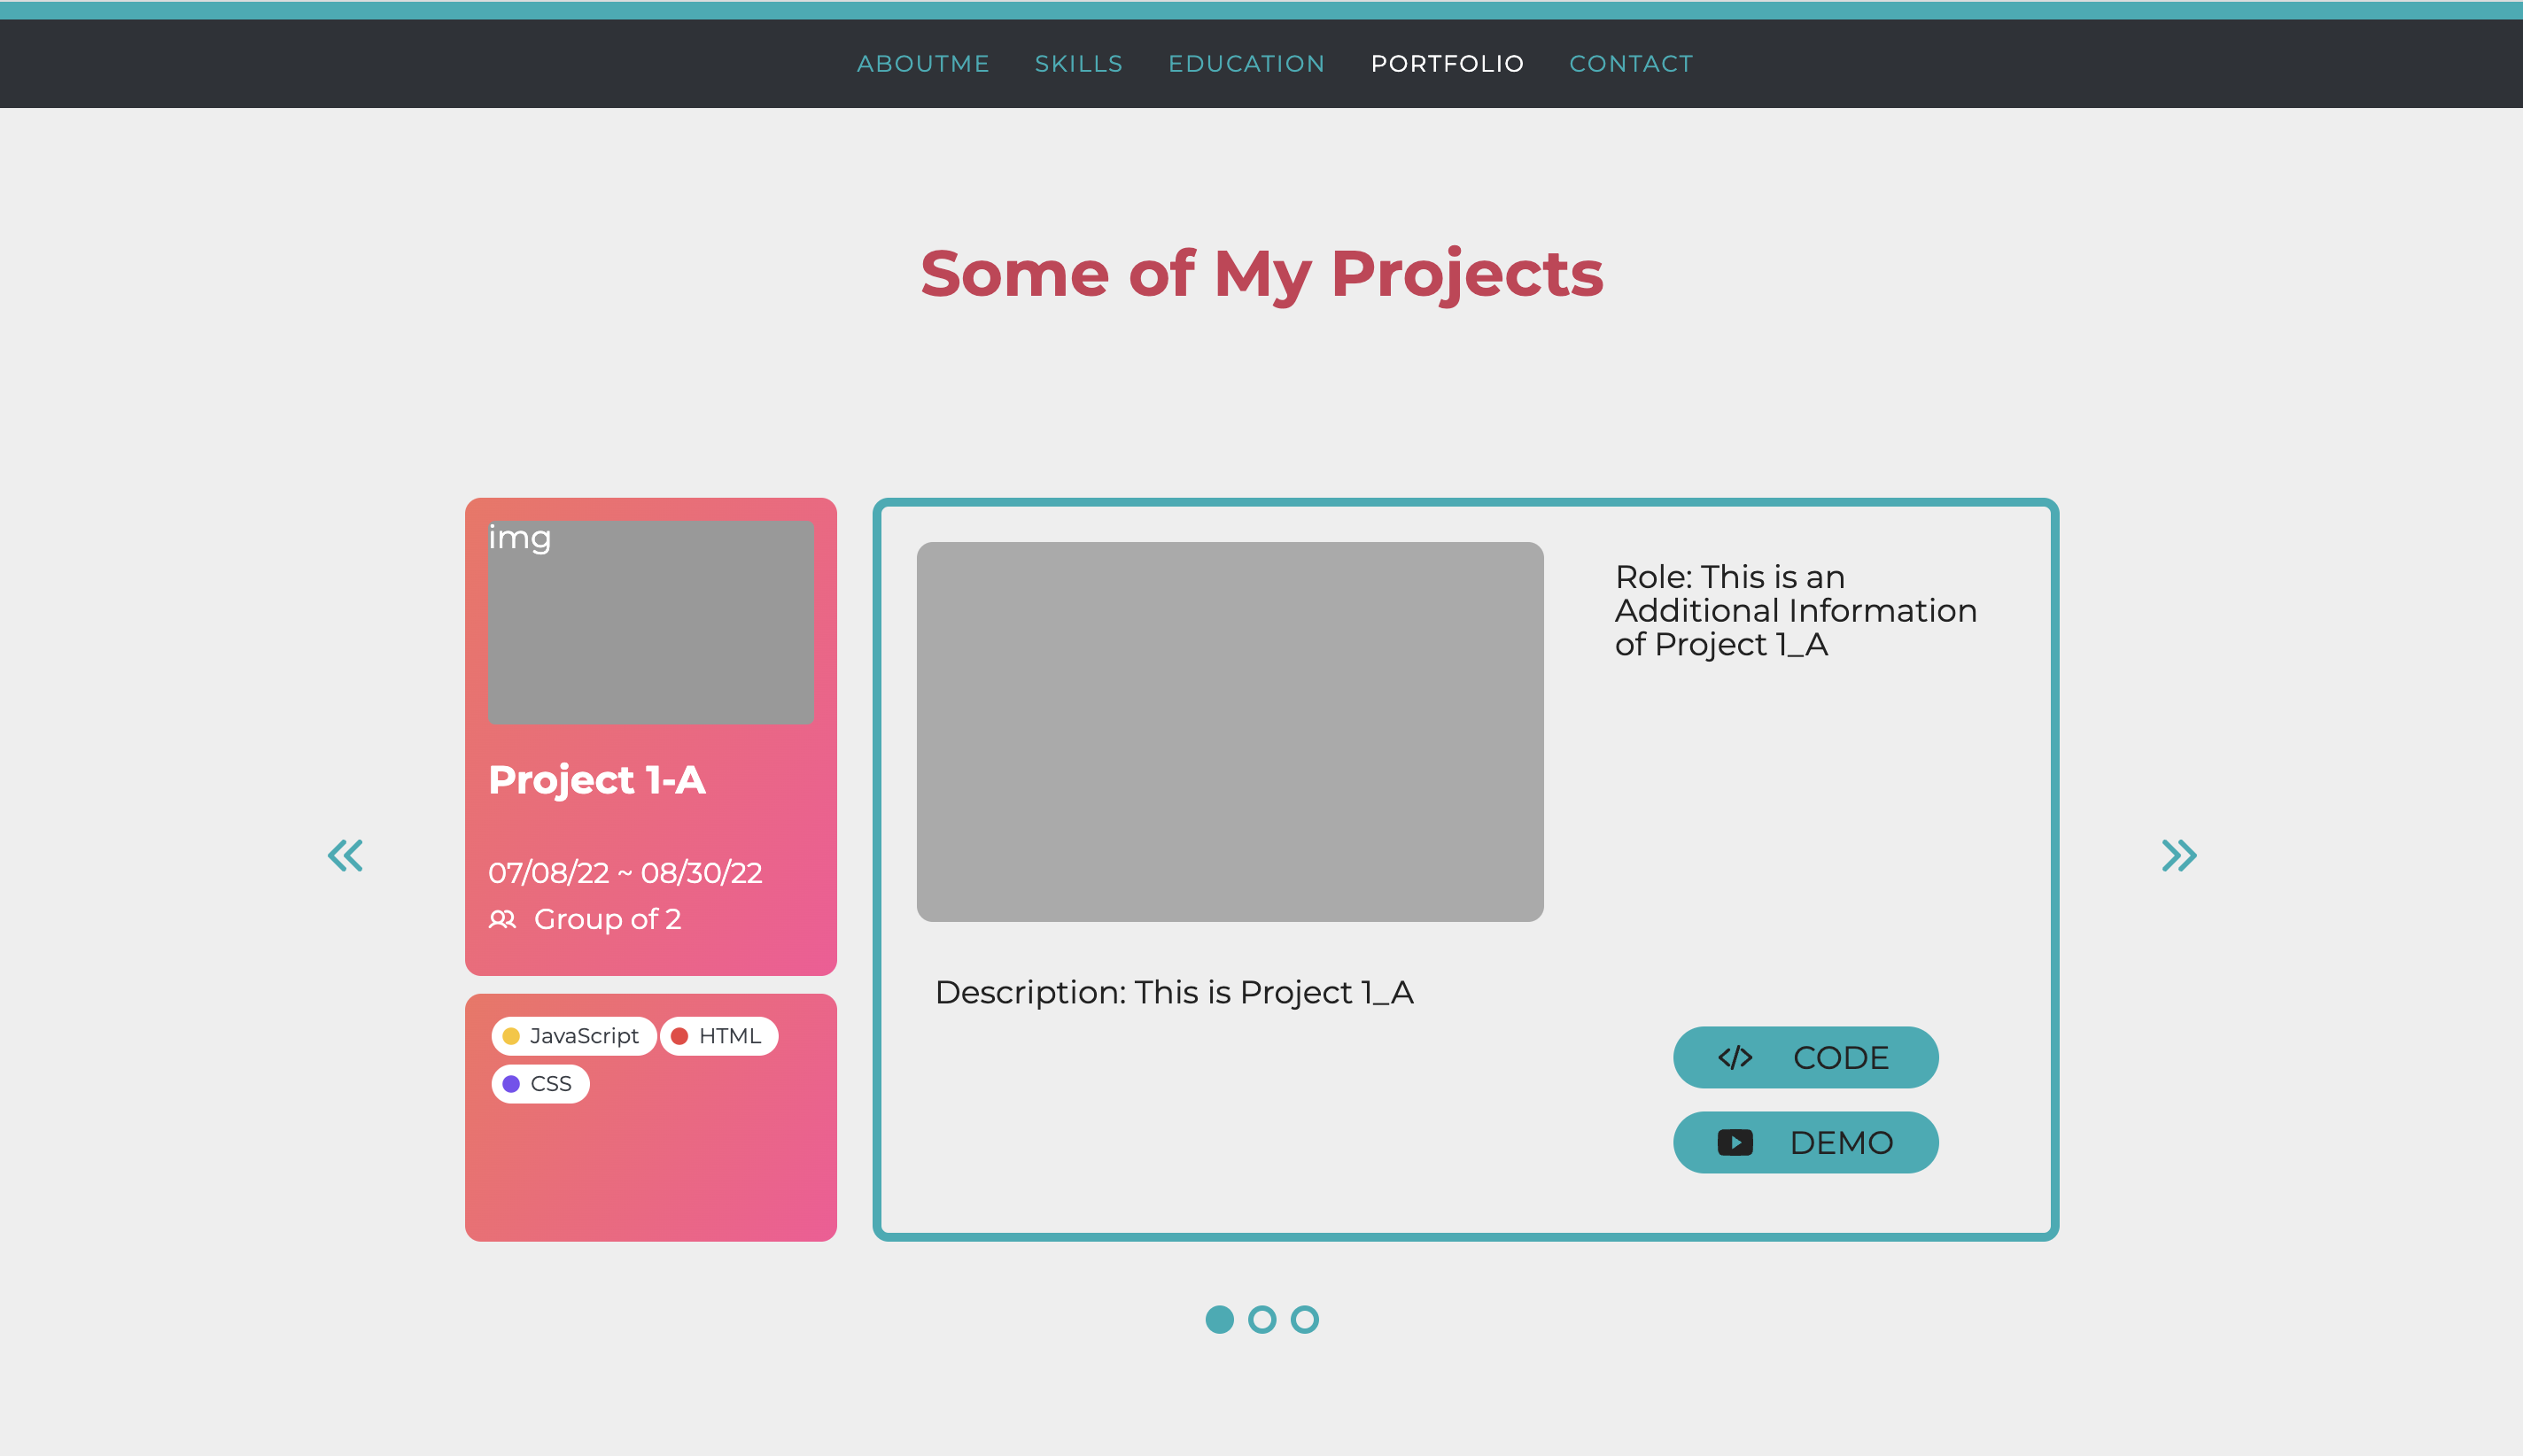 ABOUTME SKILLS EDUCATION PORTFOLIO CONTACT
Some of My Projects
img
Project 1-A
07/08/22 ~ 08/30/22
Group of 2
JavaScript HTML
CSS
Description: This is Project 1_A
Role: This is an
Additional Information
of Project 1_A
CODE
DEMO